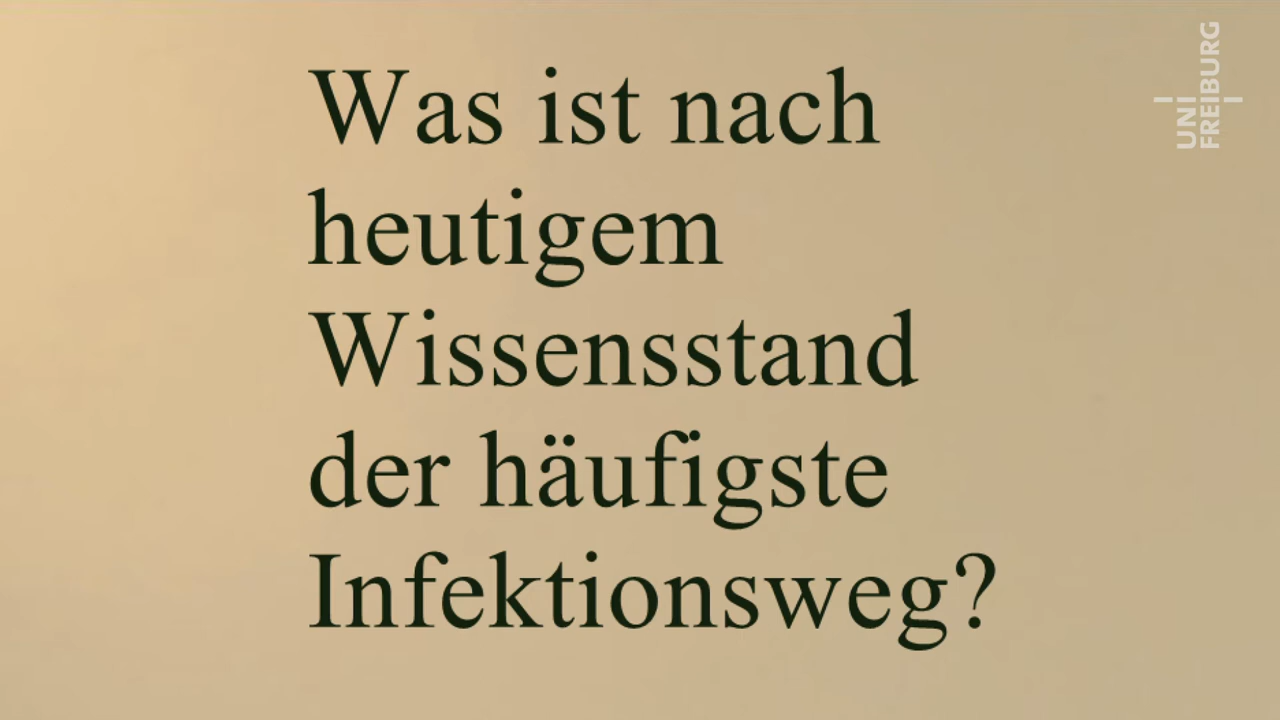 Was ist nach
heutigem
Wissensstand
der häufigste
Infektionsweg?
UNI
FREIBURG